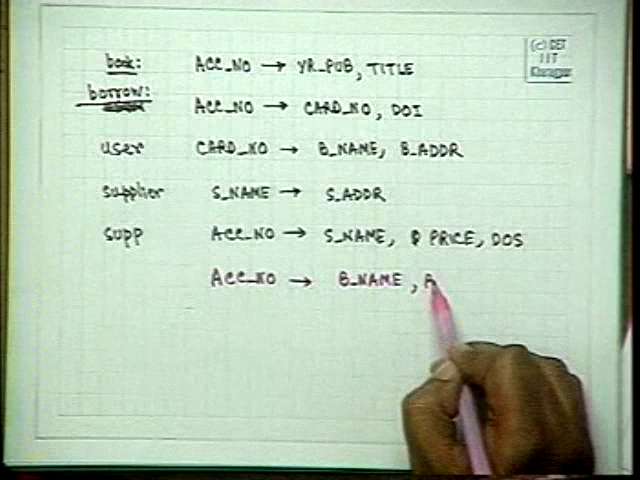 (C) DET
I I T
Kharagpur
book: ACC_NO → YR_PUB, TITLE
borrow: ACC_NO → CARD_NO, DOI
user CARD_NO → B_NAME, B_ADDR
supplier S_NAME → S_ADDR
supp ACC_NO → S_NAME, PRICE, DOS
ACC_NO → B_NAME,